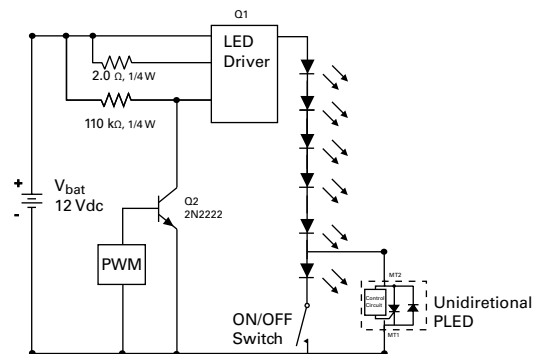 Q1
LED
Driver
2.0 Ω, 1/4 W
110 kΩ, 1/4 W
+
Vbat
12 Vdc
-
Q2
2N2222
PWM
ON/OFF
Switch
MT2
Control
Circuit
MT1
Unidiretional
PLED